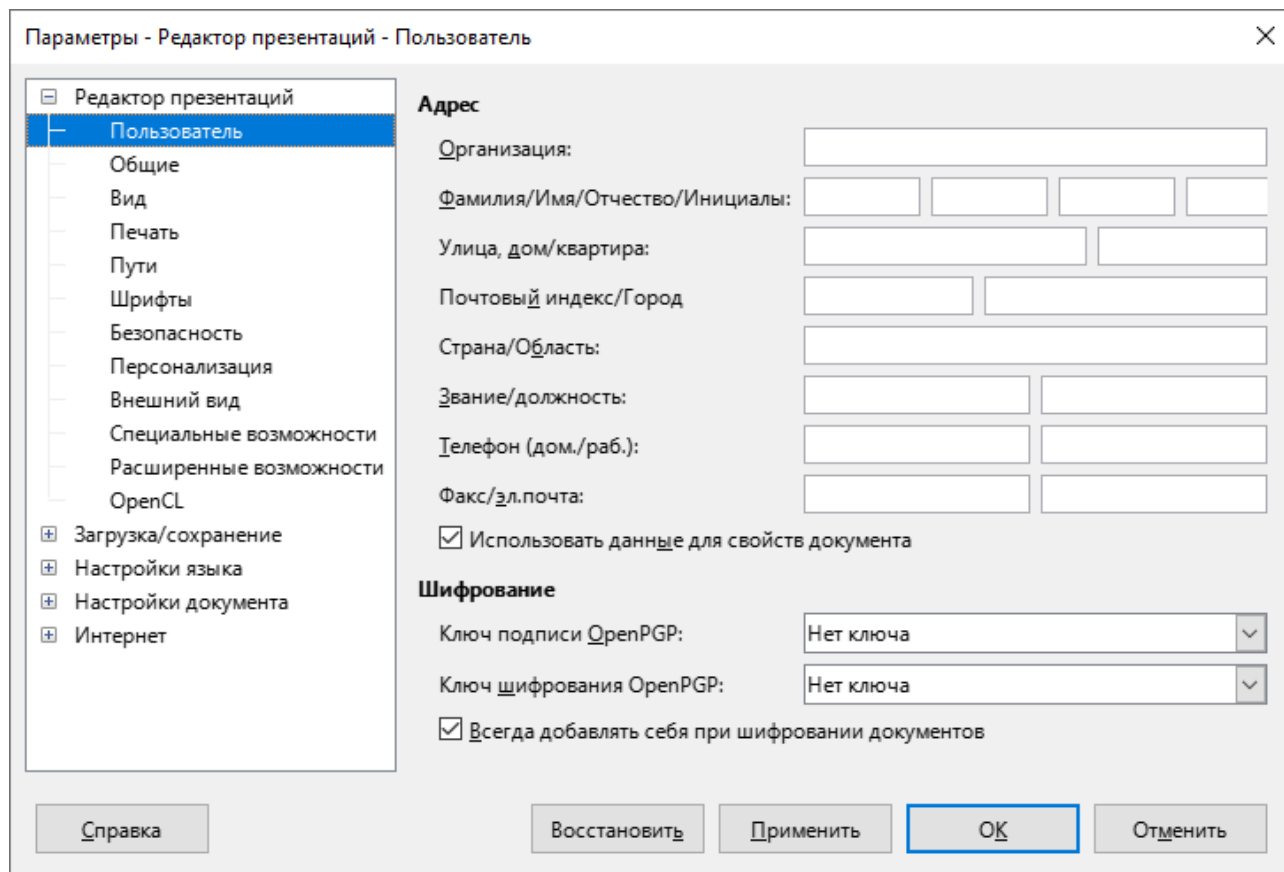 Параметры - Редактор презентаций - Пользователь
Редактор презентаций
Пользователь
Общие
Вид
Печать
Пути
Шрифты
Безопасность
Персонализация
Внешний вид
Специальные возможности
Расширенные возможности
OpenCL
Загрузка/сохранение
Настройки языка
Настройки документа
Интернет
Адрес
Организация:
Фамилия/Имя/Отчество/Инициалы:
Улица, дом/квартира:
Почтовый индекс/Город
Страна/Область:
Звание/должность:
Телефон (дом./раб.):
Факс/эл.почта:
Использовать данные для свойств документа
Шифрование
Ключ подписи OpenPGP: Нет ключа
Ключ шифрования OpenPGP: Нет ключа
Всегда добавлять себя при шифровании документов
Справка Восстановить Применить OK Отменить